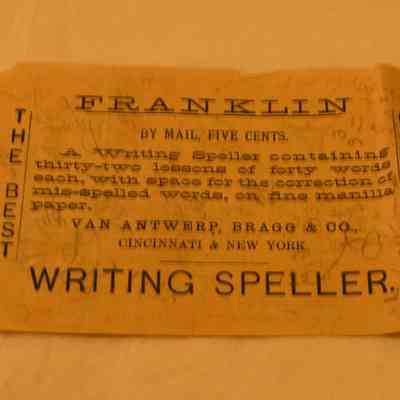 FRANKLIN
BY MAIL, FIVE CENTS.
A Writing Speller containing
thirty-two lessons of forty words
each, with space for the correction of
mis-spelled words, on fine manilla
paper.
VAN ANTWERP, BRAGG & CO.,
CINCINNATI & NEW YORK
THE BEST
WRITING SPELLER.